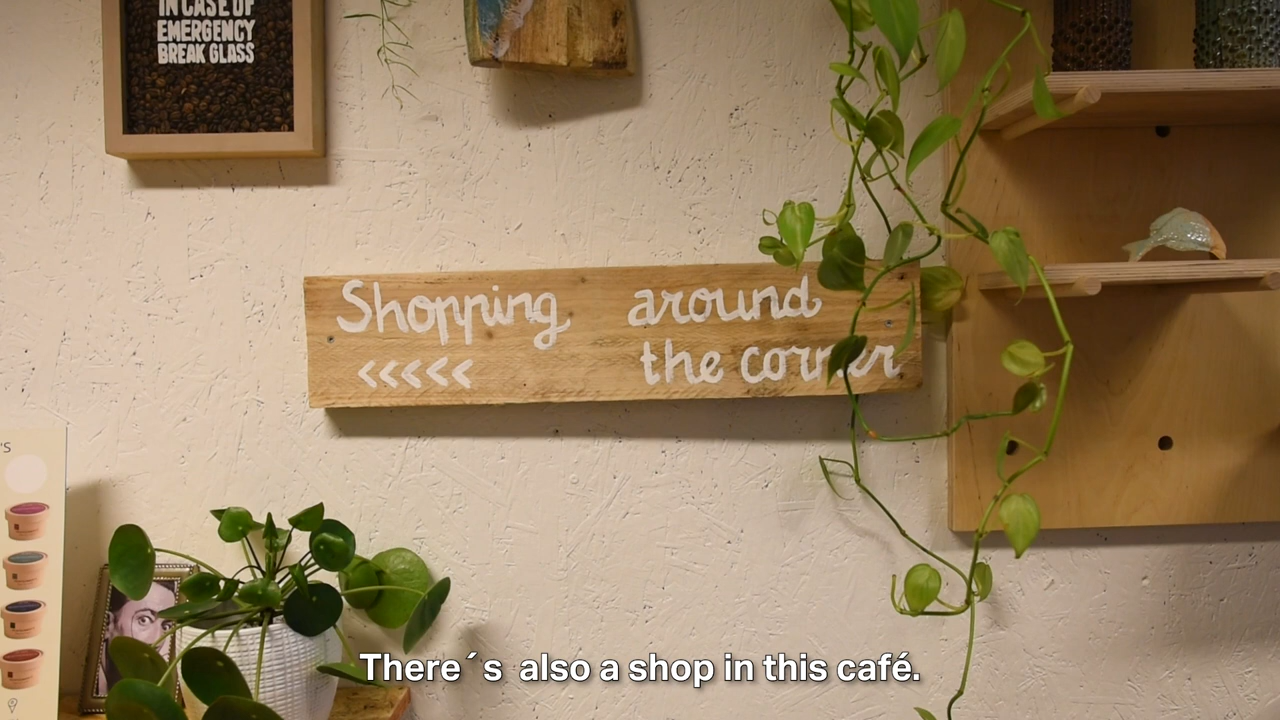 IN CASE OF
EMERGENCY
BREAK GLASS
Shopping around
<<<<< the corner
'S
There´s also a shop in this café.